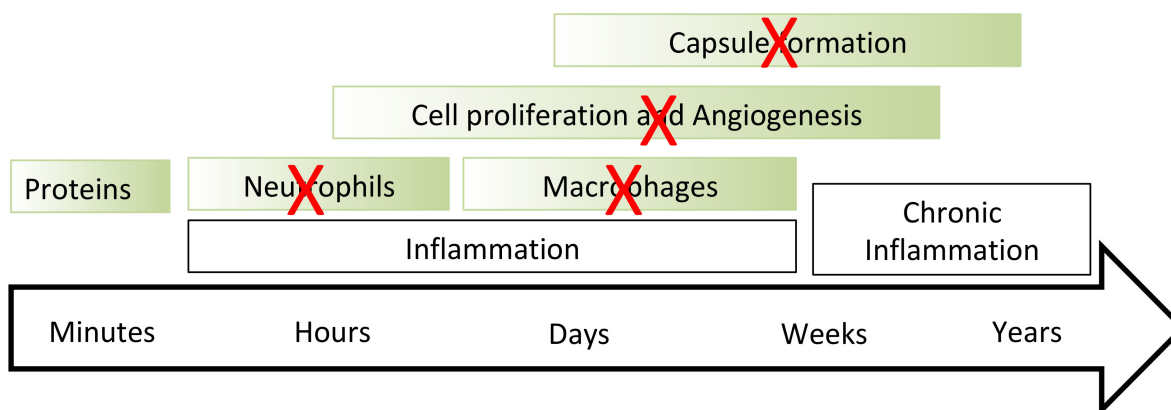 Capsule formation
Cell proliferation and Angiogenesis
Proteins
Neutrophils
Macrophages
Chronic
Inflammation
Inflammation
Minutes
Hours
Days
Weeks
Years